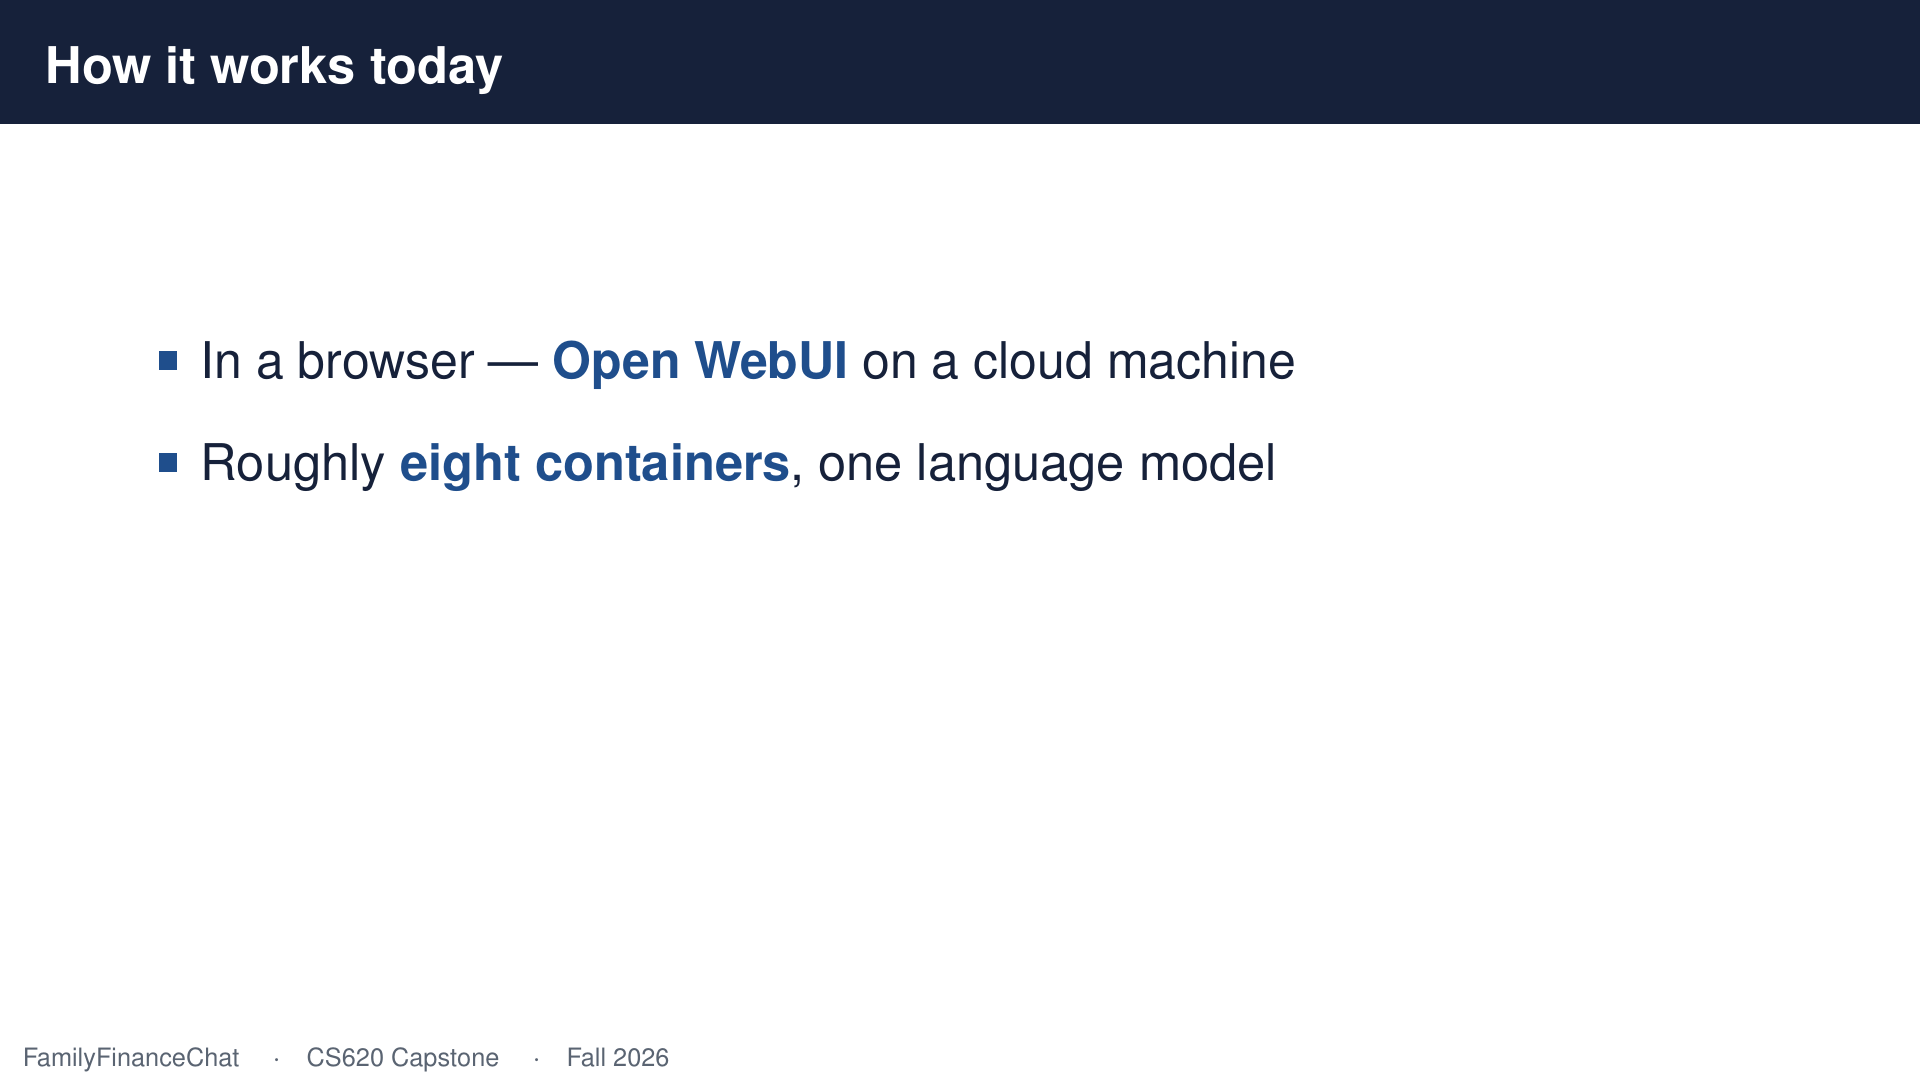 How it works today
In a browser — Open WebUI on a cloud machine
Roughly eight containers, one language model
FamilyFinanceChat · CS620 Capstone · Fall 2026